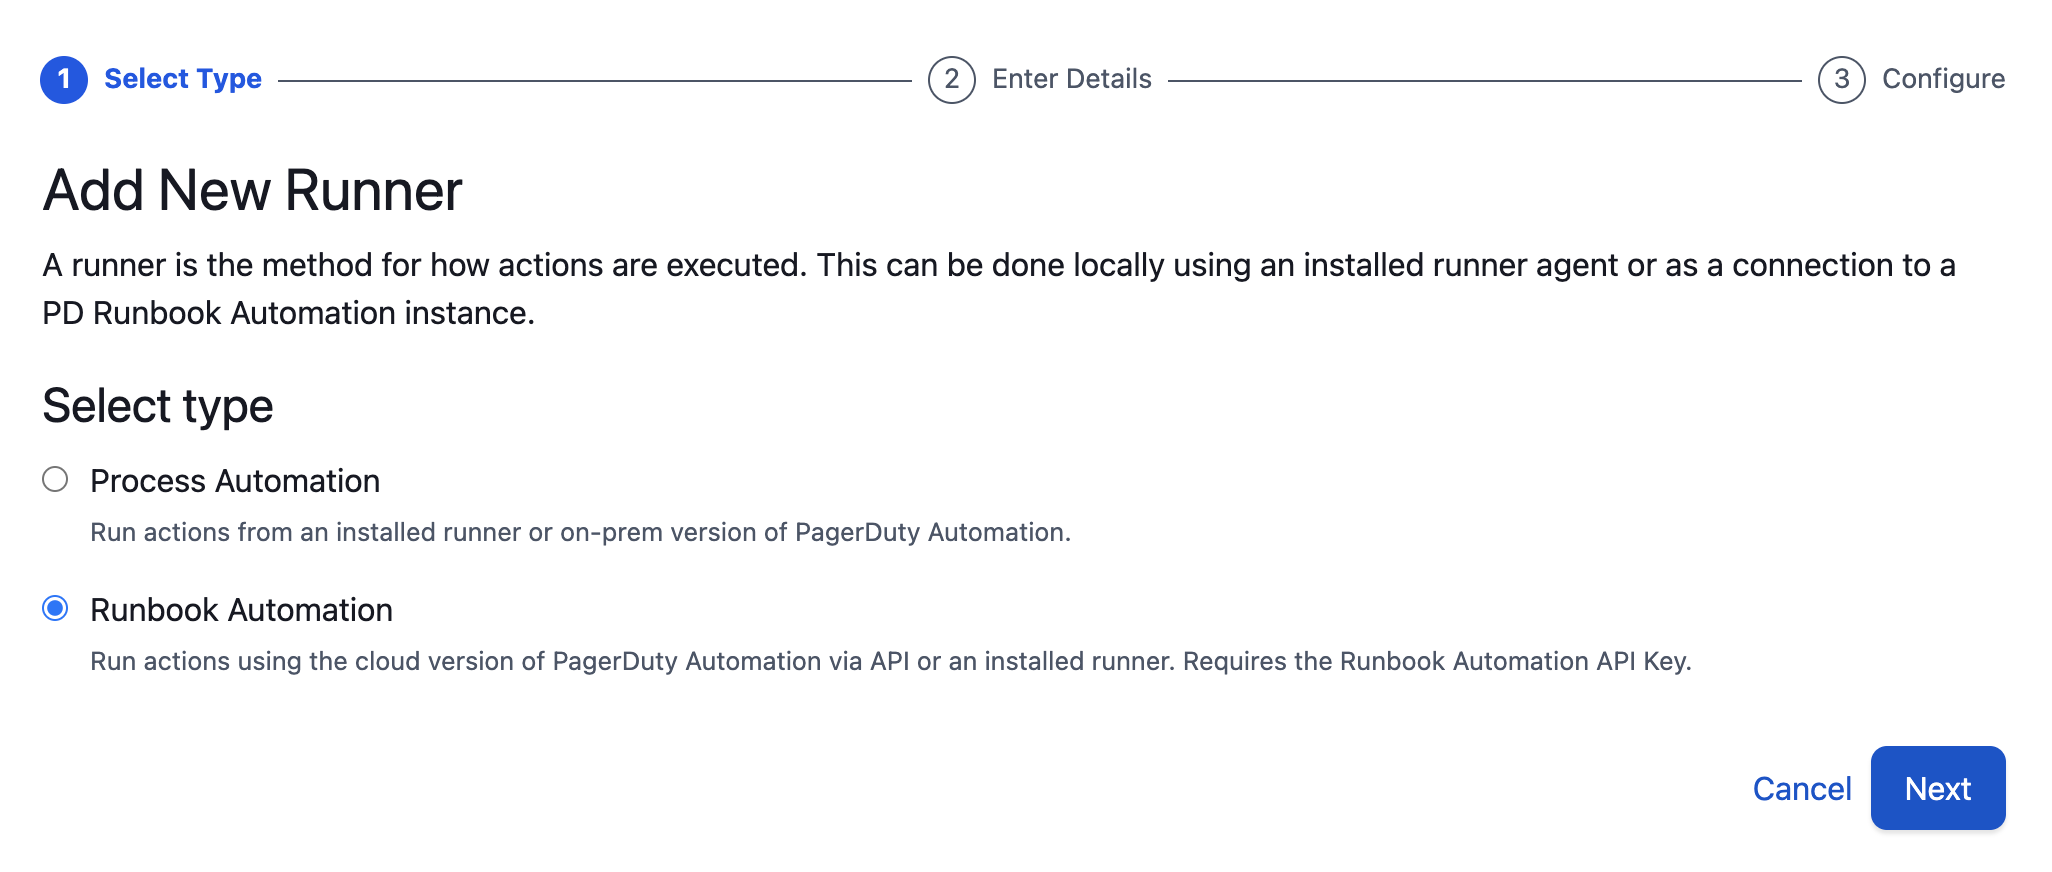 1 Select Type 2 Enter Details 3 Configure
Add New Runner
A runner is the method for how actions are executed. This can be done locally using an installed runner agent or as a connection to a
PD Runbook Automation instance.
Select type
Process Automation
Run actions from an installed runner or on-prem version of PagerDuty Automation.
Runbook Automation
Run actions using the cloud version of PagerDuty Automation via API or an installed runner. Requires the Runbook Automation API Key.
Cancel Next